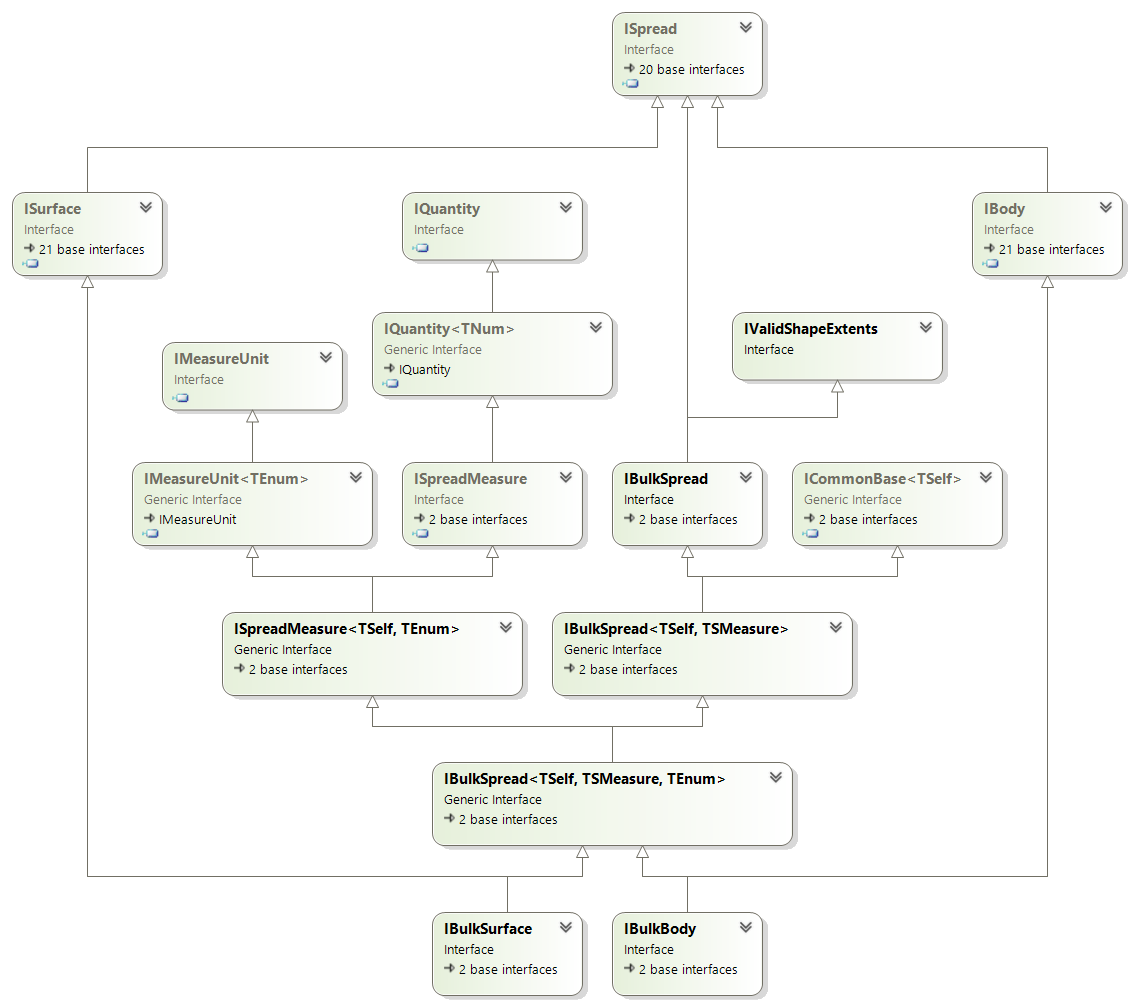 ISpread
Interface
20 base interfaces
ISurface
Interface
21 base interfaces
IQuantity
Interface
IBody
Interface
21 base interfaces
IQuantity<TNum>
Generic Interface
IQuantity
IValidShapeExtents
Interface
IMeasureUnit
Interface
IMeasureUnit<TEnum>
Generic Interface
IMeasureUnit
ISpreadMeasure
Interface
2 base interfaces
IBulkSpread
Interface
2 base interfaces
ICommonBase<TSelf>
Generic Interface
2 base interfaces
ISpreadMeasure<TSelf, TEnum>
Generic Interface
2 base interfaces
IBulkSpread<TSelf, TSMeasure>
Generic Interface
2 base interfaces
IBulkSpread<TSelf, TSMeasure, TEnum>
Generic Interface
2 base interfaces
IBulkSurface
Interface
2 base interfaces
IBulkBody
Interface
2 base interfaces